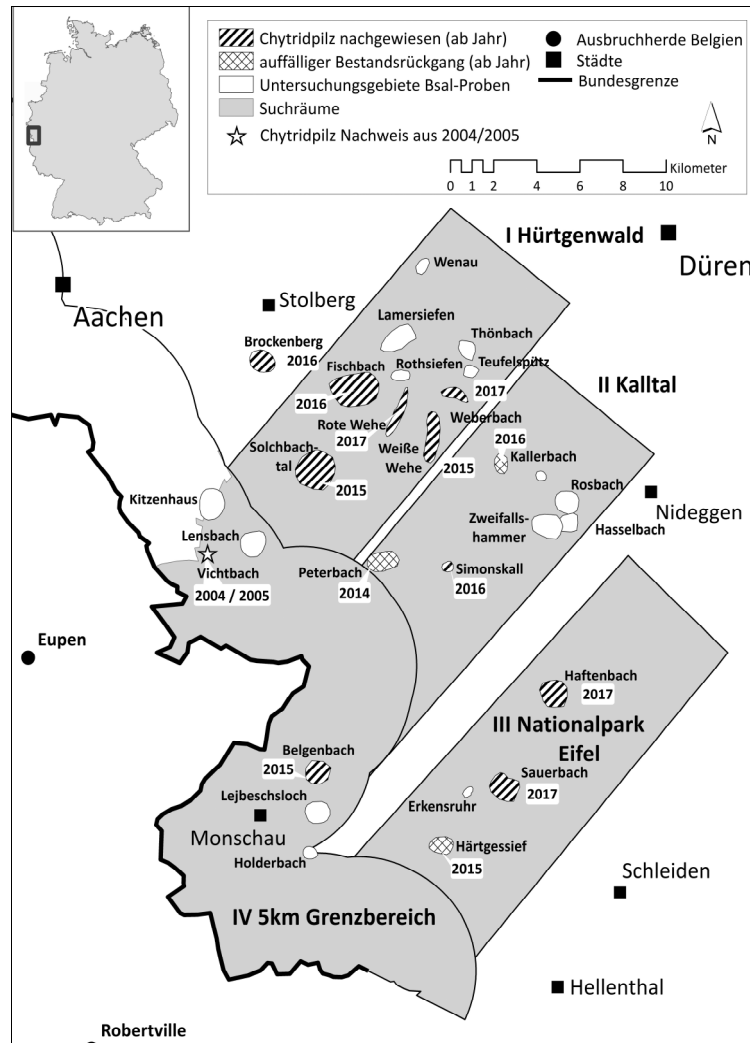 Chytridpilz nachgewiesen (ab Jahr)
auffälliger Bestandsrückgang (ab Jahr)
Untersuchungsgebiete Bsal-Proben
Suchräume
Chytridpilz Nachweis aus 2004/2005
Ausbruchherde Belgien
Städte
Bundesgrenze
N
Kilometer
0 1 2 4 6 8 10
I Hürtgenwald
Düren
Wenau
Aachen
Stolberg
Lamersiefen
Thönbach
Brockenberg
2016
Fischbach
2016
Rothsiefen
Teufelspütz
2017
II Kalltal
Rote Wehe
2017
Weberbach
2016
Weiße
Wehe
2015
Kallerbach
Solchbach-
tal
2015
Kitzenhaus
Rosbach
Nideggen
Zweifalls-
hammer
Hasselbach
Lensbach
Vichtbach
2004 / 2005
Peterbach
2014
Simonskall
2016
Eupen
Haftenbach
2017
III Nationalpark
Eifel
Belgenbach
2015
Sauerbach
2017
Lejbeschsloch
Erkensruhr
Monschau
Holderbach
Härtgessief
2015
Schleiden
IV 5km Grenzbereich
Hellenthal
Robertville